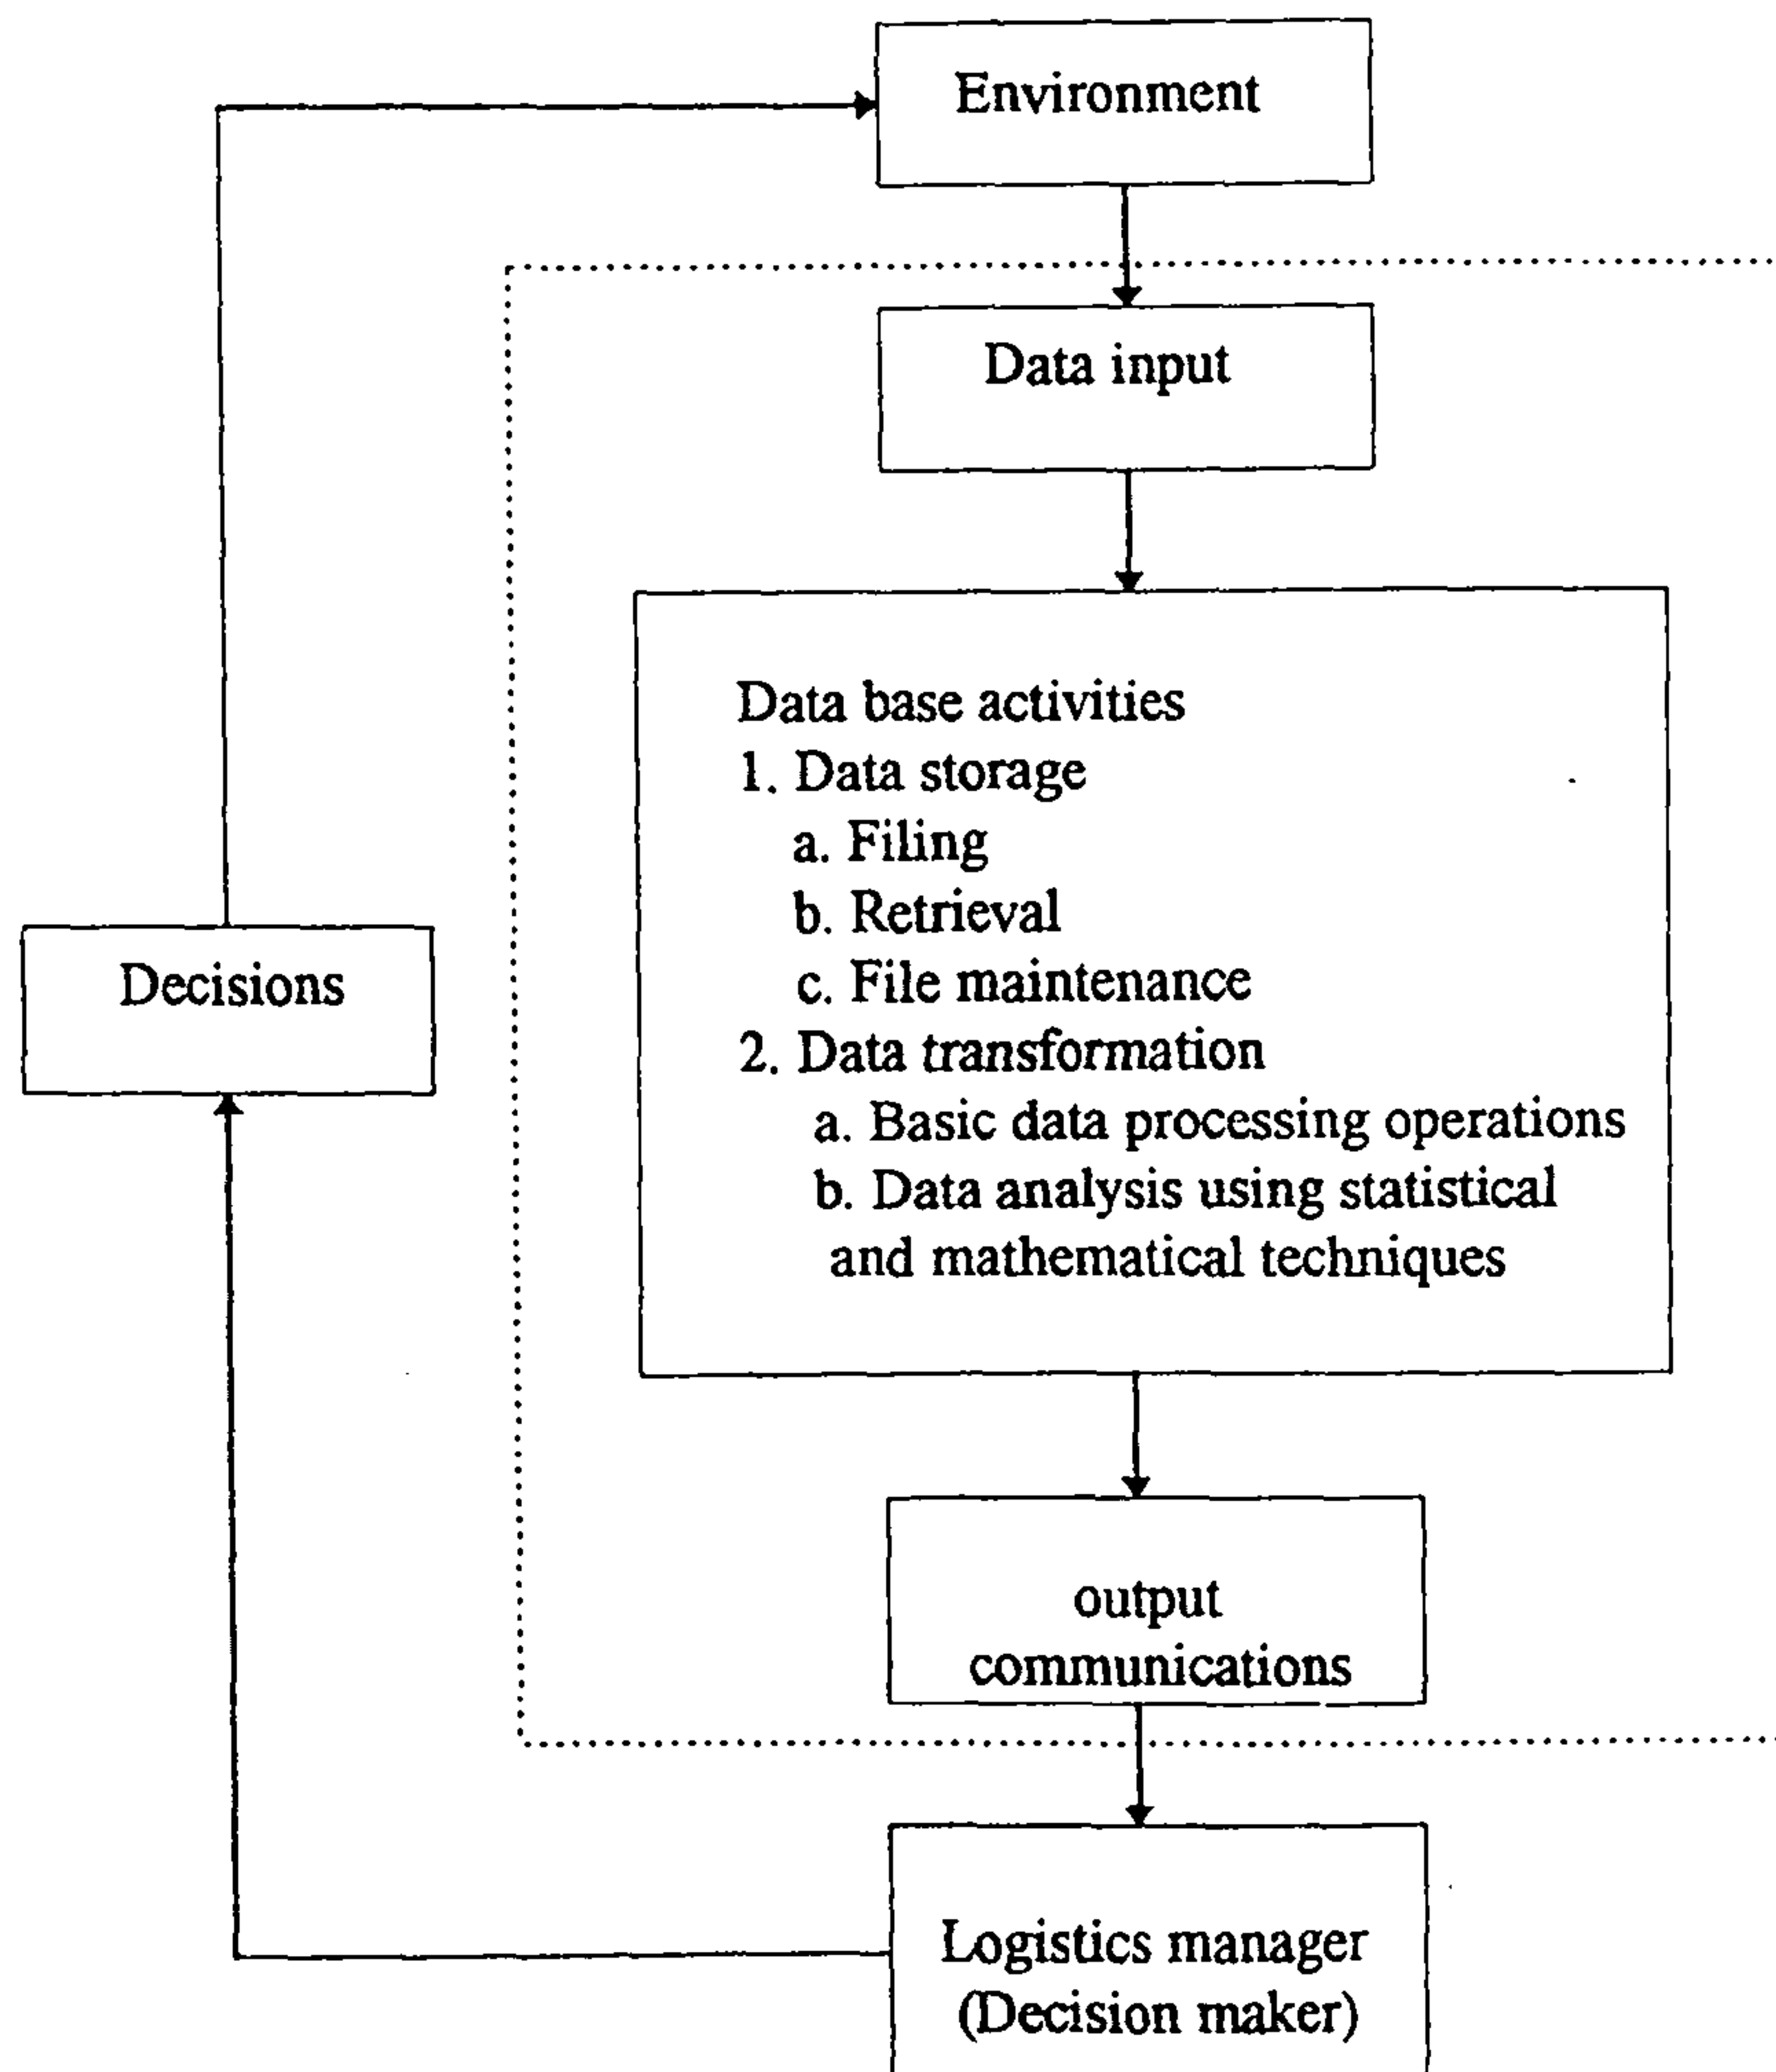 Environment
Data input
Data base activities
1. Data storage
a. Filing
b. Retrieval
c. File maintenance
2. Data transformation
a. Basic data processing operations
b. Data analysis using statistical
and mathematical techniques
Decisions
output
communications
Logistics manager
(Decision maker)